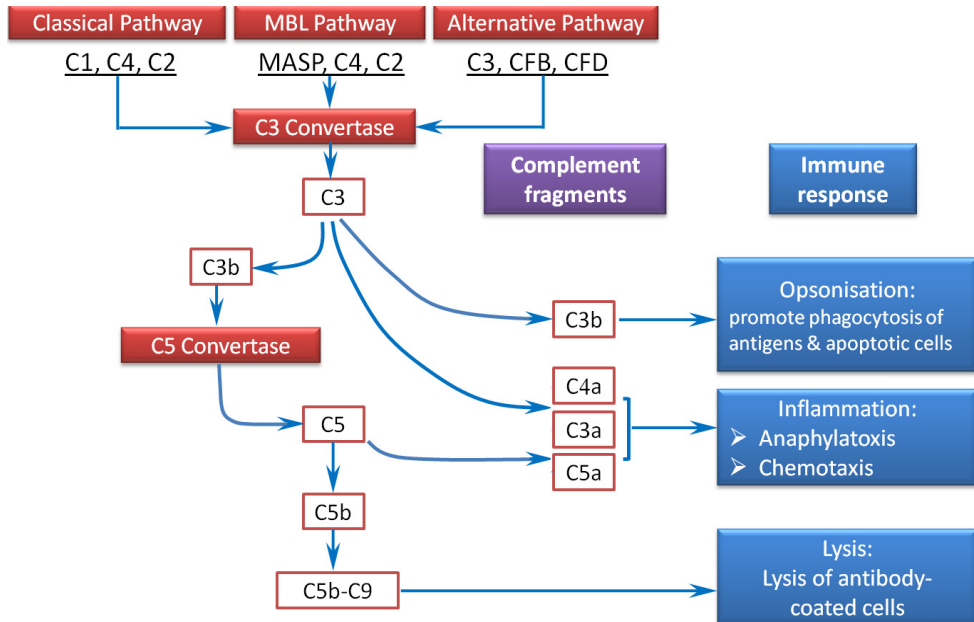 Classical Pathway
MBL Pathway
Alternative Pathway
C1, C4, C2
MASP, C4, C2
C3, CFB, CFD
C3 Convertase
Complement
fragments
Immune
response
C3
C3b
C5 Convertase
C3b
Opsonisation:
promote phagocytosis of
antigens & apoptotic cells
C4a
C3a
C5a
Inflammation:
➢ Anaphylatoxis
➢ Chemotaxis
C5
C5b
C5b-C9
Lysis:
Lysis of antibody-
coated cells